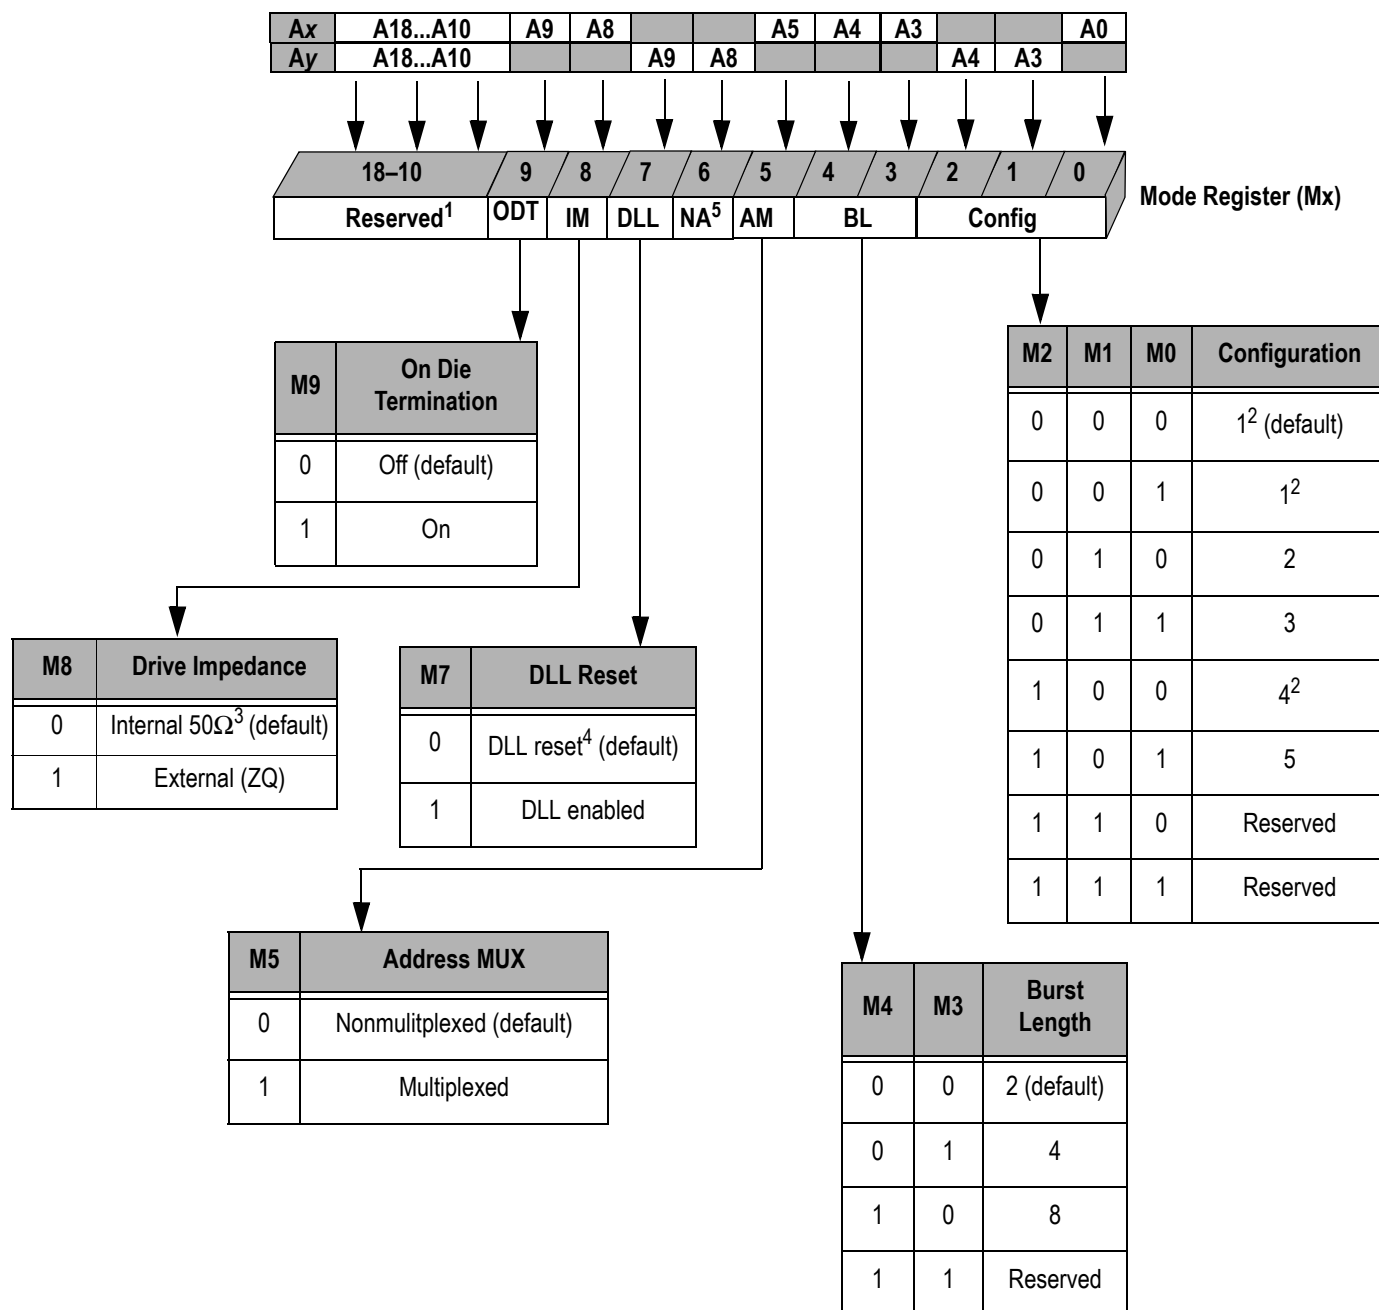 Ax A18...A10 A9 A8 A5 A4 A3 A0
Ay A18...A10 A9 A8 A4 A3
18–10 9 8 7 6 5 4 3 2 1 0
Mode Register (Mx)
Reserved1 ODT IM DLL NA5 AM BL Config
M9 On Die Termination
0 Off (default)
1 On
M2 M1 M0 Configuration
0 0 0 1² (default)
0 0 1 1²
0 1 0 2
0 1 1 3
1 0 0 4²
1 0 1 5
1 1 0 Reserved
1 1 1 Reserved
M8 Drive Impedance
0 Internal 50Ω³ (default)
1 External (ZQ)
M7 DLL Reset
0 DLL reset⁴ (default)
1 DLL enabled
M5 Address MUX
0 Nonmulitplexed (default)
1 Multiplexed
M4 M3 Burst Length
0 0 2 (default)
0 1 4
1 0 8
1 1 Reserved